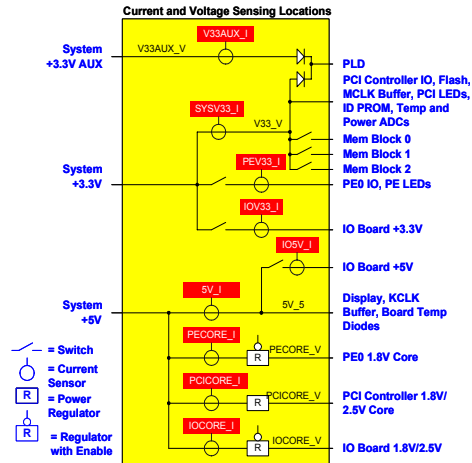 Current and Voltage Sensing Locations
V33AUX_I
System
+3.3V AUX
V33AUX_V
PLD
PCI Controller IO, Flash,
MCLK Buffer, PCI LEDs,
ID PROM, Temp and
Power ADCs
SYSV33_I
V33_V
Mem Block 0
Mem Block 1
Mem Block 2
System
+3.3V
PEV33_I
PE0 IO, PE LEDs
IOV33_I
IO Board +3.3V
IO5V_I
IO Board +5V
5V_I
System
+5V
5V_5
Display, KCLK
Buffer, Board Temp
Diodes
PECORE_I
R
PECORE_V
PE0 1.8V Core
PCICORE_I
R
PCICORE_V
PCI Controller 1.8V/
2.5V Core
IOCORE_I
R
IOCORE_V
IO Board 1.8V/2.5V
= Switch
= Current
Sensor
R
= Power
Regulator
R
= Regulator
with Enable